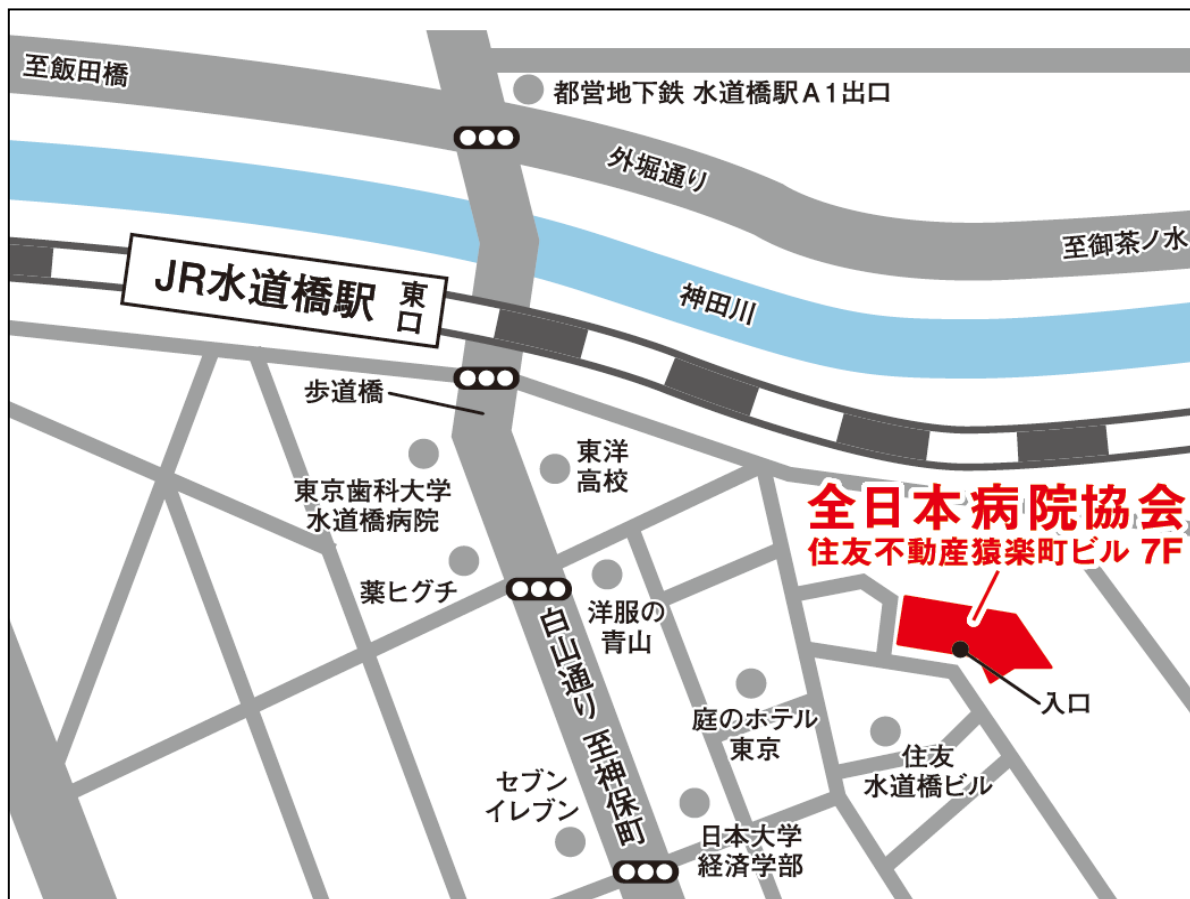 至飯田橋
都営地下鉄 水道橋駅A1出口
外堀通り
至御茶ノ水
JR水道橋駅 東口
神田川
歩道橋
東洋
高校
東京歯科大学
水道橋病院
全日本病院協会
住友不動産猿楽町ビル 7F
薬ヒグチ
洋服の
青山
白山通り 至神保町
入口
庭のホテル
東京
住友
水道橋ビル
セブン
イレブン
日本大学
経済学部